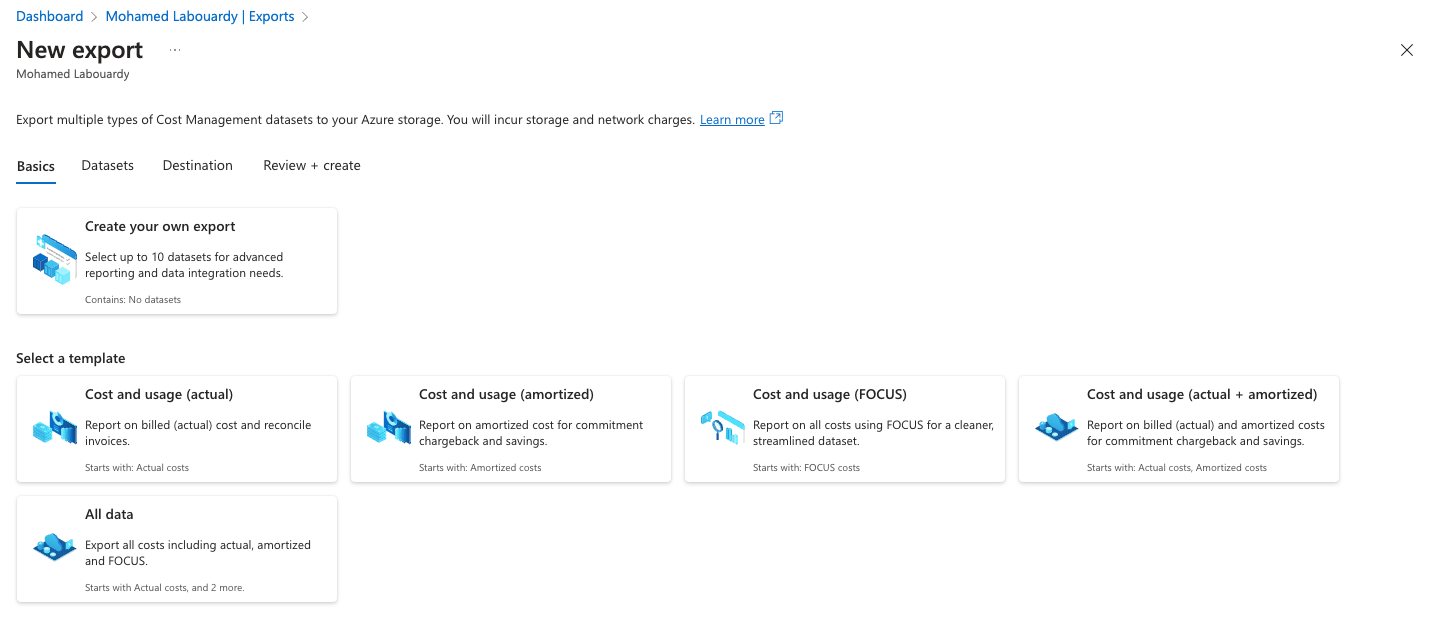 Dashboard > Mohamed Labouardy | Exports >
New export ...
Mohamed Labouardy
Export multiple types of Cost Management datasets to your Azure storage. You will incur storage and network charges. Learn more
Basics Datasets Destination Review + create
Create your own export
Select up to 10 datasets for advanced
reporting and data integration needs.
Contains: No datasets
Select a template
Cost and usage (actual)
Report on billed (actual) cost and reconcile
invoices.
Starts with: Actual costs
Cost and usage (amortized)
Report on amortized cost for commitment
chargeback and savings.
Starts with: Amortized costs
Cost and usage (FOCUS)
Report on all costs using FOCUS for a cleaner,
streamlined dataset.
Starts with: FOCUS costs
Cost and usage (actual + amortized)
Report on billed (actual) and amortized costs
for commitment chargeback and savings.
Starts with: Actual costs, Amortized costs
All data
Export all costs including actual, amortized
and FOCUS.
Starts with Actual costs, and 2 more.